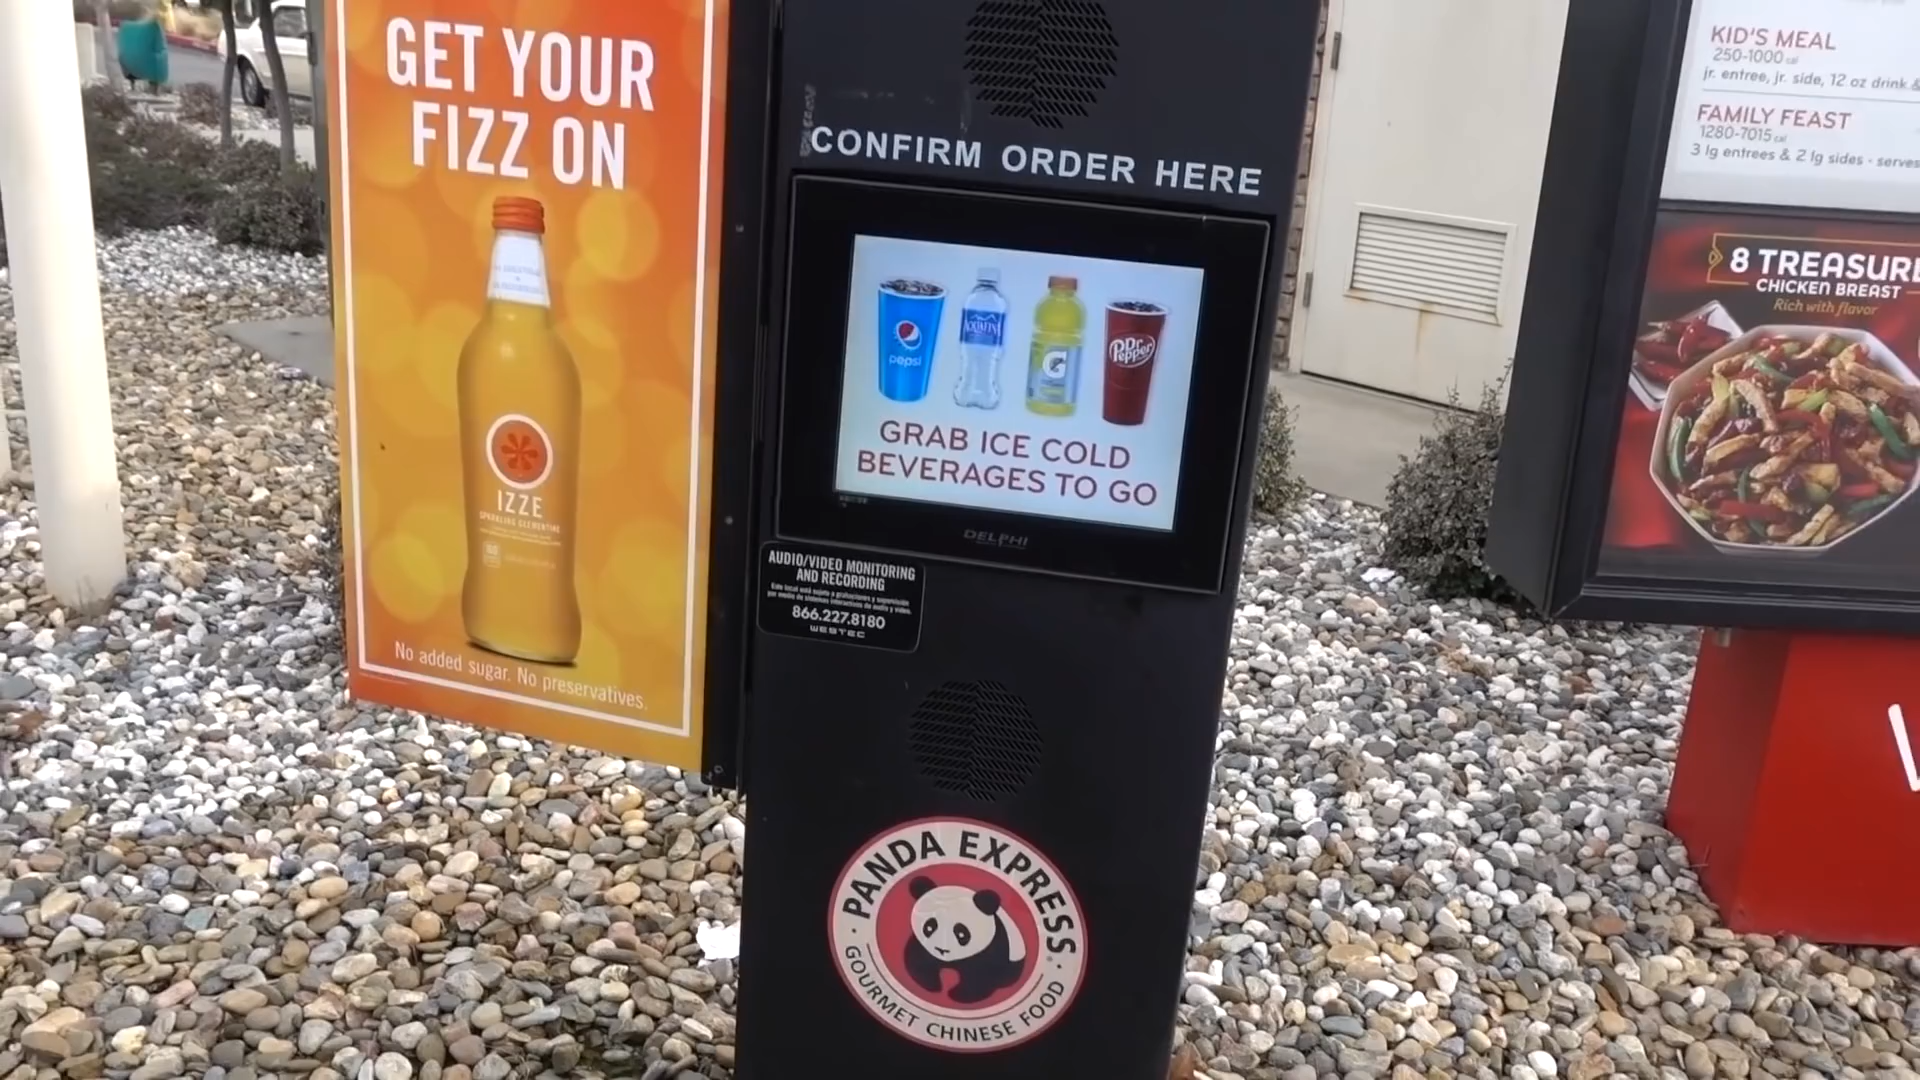 GET YOUR
FIZZ ON
IZZE
SPARKLING CLEMENTINE
No added sugar. No preservatives.
CONFIRM ORDER HERE
pepsi
AQUAFINA
G
Dr Pepper
GRAB ICE COLD
BEVERAGES TO GO
DELPHI
AUDIO/VIDEO MONITORING
AND RECORDING
866.227.8180
WESTEC
PANDA EXPRESS
GOURMET CHINESE FOOD
KID'S MEAL
250-1000 cal
jr. entree, jr. side, 12 oz drink &
FAMILY FEAST
1280-7015 cal
3 lg entrees & 2 lg sides - serves
8 TREASURE
CHICKEN BREAST
Rich with flavor